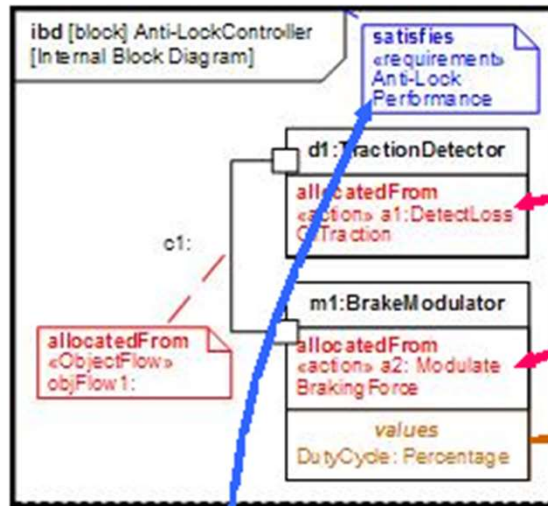 ibd [block] Anti-LockController
[Internal Block Diagram]
satisfies
«requirement»
Anti-Lock
Performance
d1:TractionDetector
allocatedFrom
«action» a1:DetectLoss
Traction
c1:
m1:BrakeModulator
allocatedFrom
«action» a2: Modulate
BrakingForce
allocatedFrom
«ObjectFlow»
objFlow1:
values
DutyCycle: Percentage